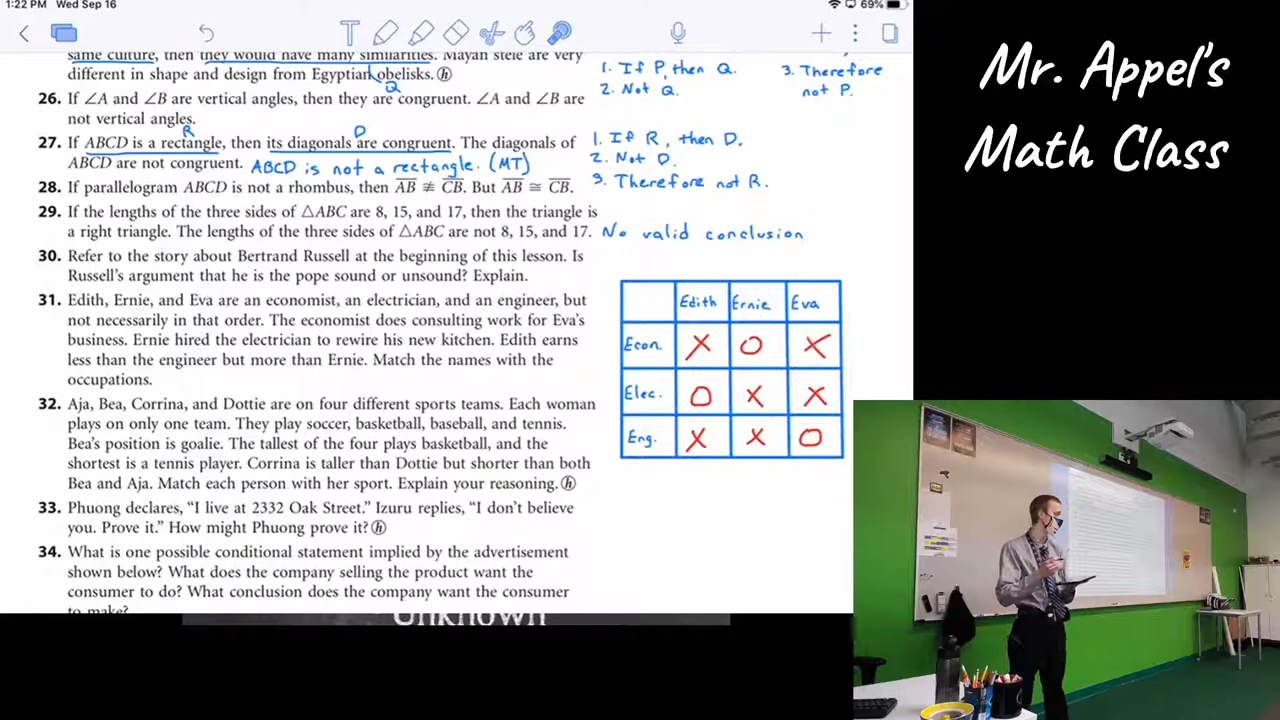 1:22 PM Wed Sep 16
69%
same culture, then they would have many similarities. Mayan stele are very
different in shape and design from Egyptian obelisks. ⓗ
Q
1. If P, then Q.
2. Not Q.
3. Therefore
not P.
26. If ∠A and ∠B are vertical angles, then they are congruent. ∠A and ∠B are
not vertical angles.
R D
27. If ABCD is a rectangle, then its diagonals are congruent. The diagonals of
ABCD are not congruent. ABCD is not a rectangle. (MT)
1. If R, then D.
2. Not D.
3. Therefore not R.
28. If parallelogram ABCD is not a rhombus, then AB ≇ CB. But AB ≅ CB.
29. If the lengths of the three sides of △ABC are 8, 15, and 17, then the triangle is
a right triangle. The lengths of the three sides of △ABC are not 8, 15, and 17.
No valid conclusion
30. Refer to the story about Bertrand Russell at the beginning of this lesson. Is
Russell's argument that he is the pope sound or unsound? Explain.
31. Edith, Ernie, and Eva are an economist, an electrician, and an engineer, but
not necessarily in that order. The economist does consulting work for Eva's
business. Ernie hired the electrician to rewire his new kitchen. Edith earns
less than the engineer but more than Ernie. Match the names with the
occupations.
Edith Ernie Eva
Econ. X O X
Elec. O X X
Eng. X X O
32. Aja, Bea, Corrina, and Dottie are on four different sports teams. Each woman
plays on only one team. They play soccer, basketball, baseball, and tennis.
Bea's position is goalie. The tallest of the four plays basketball, and the
shortest is a tennis player. Corrina is taller than Dottie but shorter than both
Bea and Aja. Match each person with her sport. Explain your reasoning. ⓗ
33. Phuong declares, "I live at 2332 Oak Street." Izuru replies, "I don't believe
you. Prove it." How might Phuong prove it? ⓗ
34. What is one possible conditional statement implied by the advertisement
shown below? What does the company selling the product want the
consumer to do? What conclusion does the company want the consumer
to make?
Unknown
Mr. Appel's
Math Class